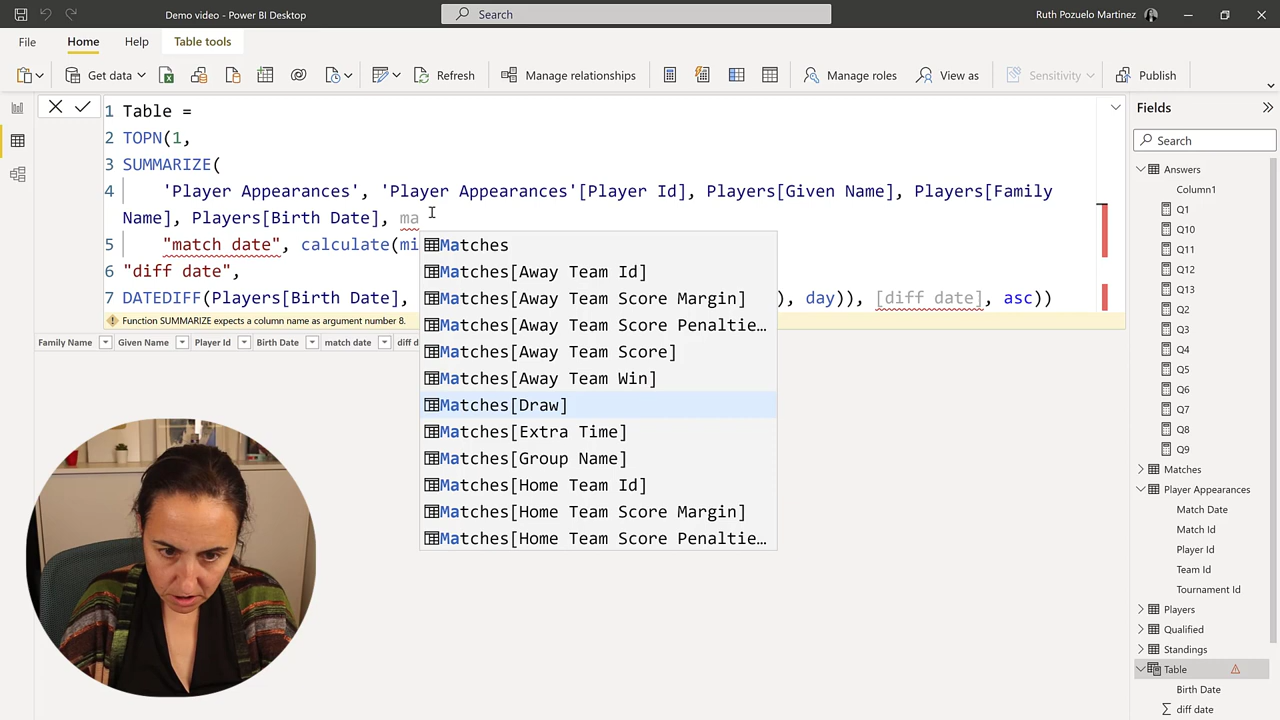 Demo video - Power BI Desktop
Search
Ruth Pozuelo Martinez
File
Home
Help
Table tools
Get data
Refresh
Manage relationships
Manage roles
View as
Sensitivity
Publish
1 Table =
2 TOPN(1,
3 SUMMARIZE(
4 'Player Appearances', 'Player Appearances'[Player Id], Players[Given Name], Players[Family
Name], Players[Birth Date], ma
5 "match date", calculate(mi
6 "diff date",
7 DATEDIFF(Players[Birth Date], ), day)), [diff date], asc))
Function SUMMARIZE expects a column name as argument number 8.
Matches
Matches[Away Team Id]
Matches[Away Team Score Margin]
Matches[Away Team Score Penaltie…
Matches[Away Team Score]
Matches[Away Team Win]
Matches[Draw]
Matches[Extra Time]
Matches[Group Name]
Matches[Home Team Id]
Matches[Home Team Score Margin]
Matches[Home Team Score Penaltie…
Family Name
Given Name
Player Id
Birth Date
match date
diff d
Fields
Search
Answers
Column1
Q1
Q10
Q11
Q12
Q13
Q2
Q3
Q4
Q5
Q6
Q7
Q8
Q9
Matches
Player Appearances
Match Date
Match Id
Player Id
Team Id
Tournament Id
Players
Qualified
Standings
Table
Birth Date
diff date